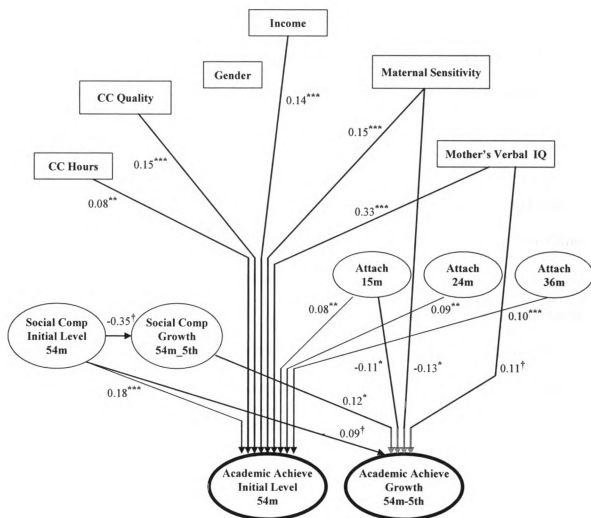 Income
Gender
Maternal Sensitivity
CC Quality
0.14***
0.15***
Mother's Verbal IQ
0.15***
CC Hours
0.08**
0.33***
Attach
15m
Attach
24m
Attach
36m
0.08**
0.09**
0.10***
Social Comp
Initial Level
54m
-0.35†
Social Comp
Growth
54m_5th
-0.11*
-0.13*
0.11†
0.12*
0.18***
0.09†
Academic Achieve
Initial Level
54m
Academic Achieve
Growth
54m-5th